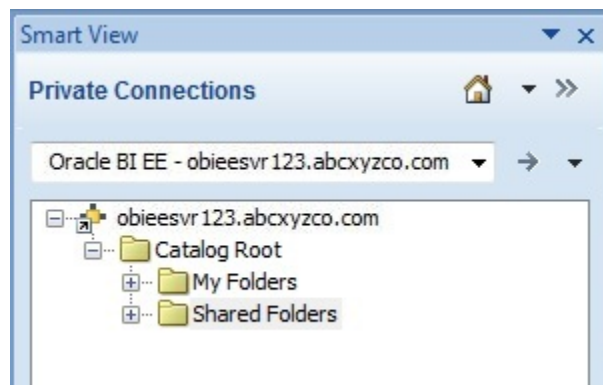 Smart View
Private Connections
Oracle BI EE - obieesvr123.abcxyzco.com
obieesvr123.abcxyzco.com
Catalog Root
My Folders
Shared Folders